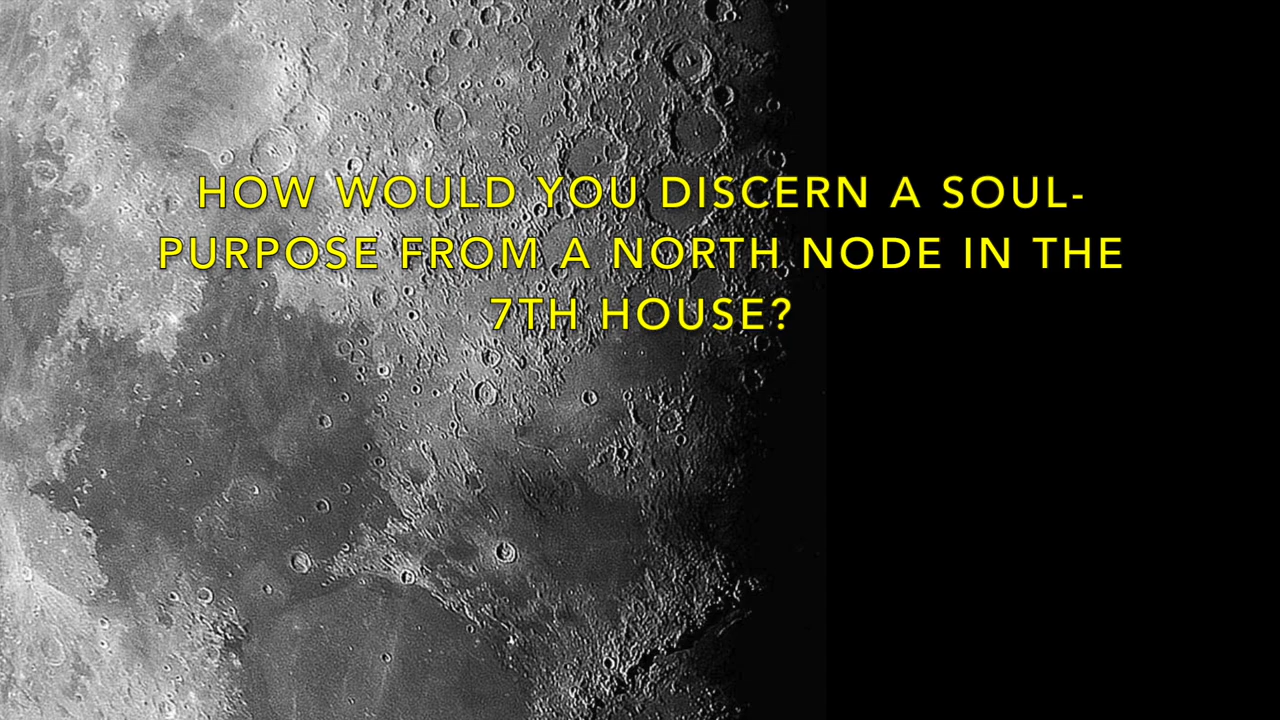 HOW WOULD YOU DISCERN A SOUL-
PURPOSE FROM A NORTH NODE IN THE
7TH HOUSE?